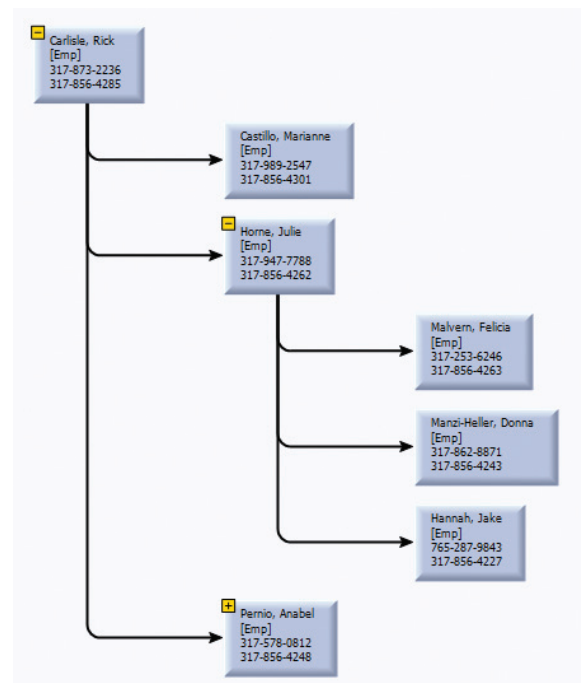 Carlisle, Rick
[Emp]
317-873-2236
317-856-4285
Castillo, Marianne
[Emp]
317-989-2547
317-856-4301
Horne, Julie
[Emp]
317-947-7788
317-856-4262
Malvern, Felicia
[Emp]
317-253-6246
317-856-4263
Manzi-Heller, Donna
[Emp]
317-862-8871
317-856-4243
Hannah, Jake
[Emp]
765-287-9843
317-856-4227
Pernio, Anabel
[Emp]
317-578-0812
317-856-4248